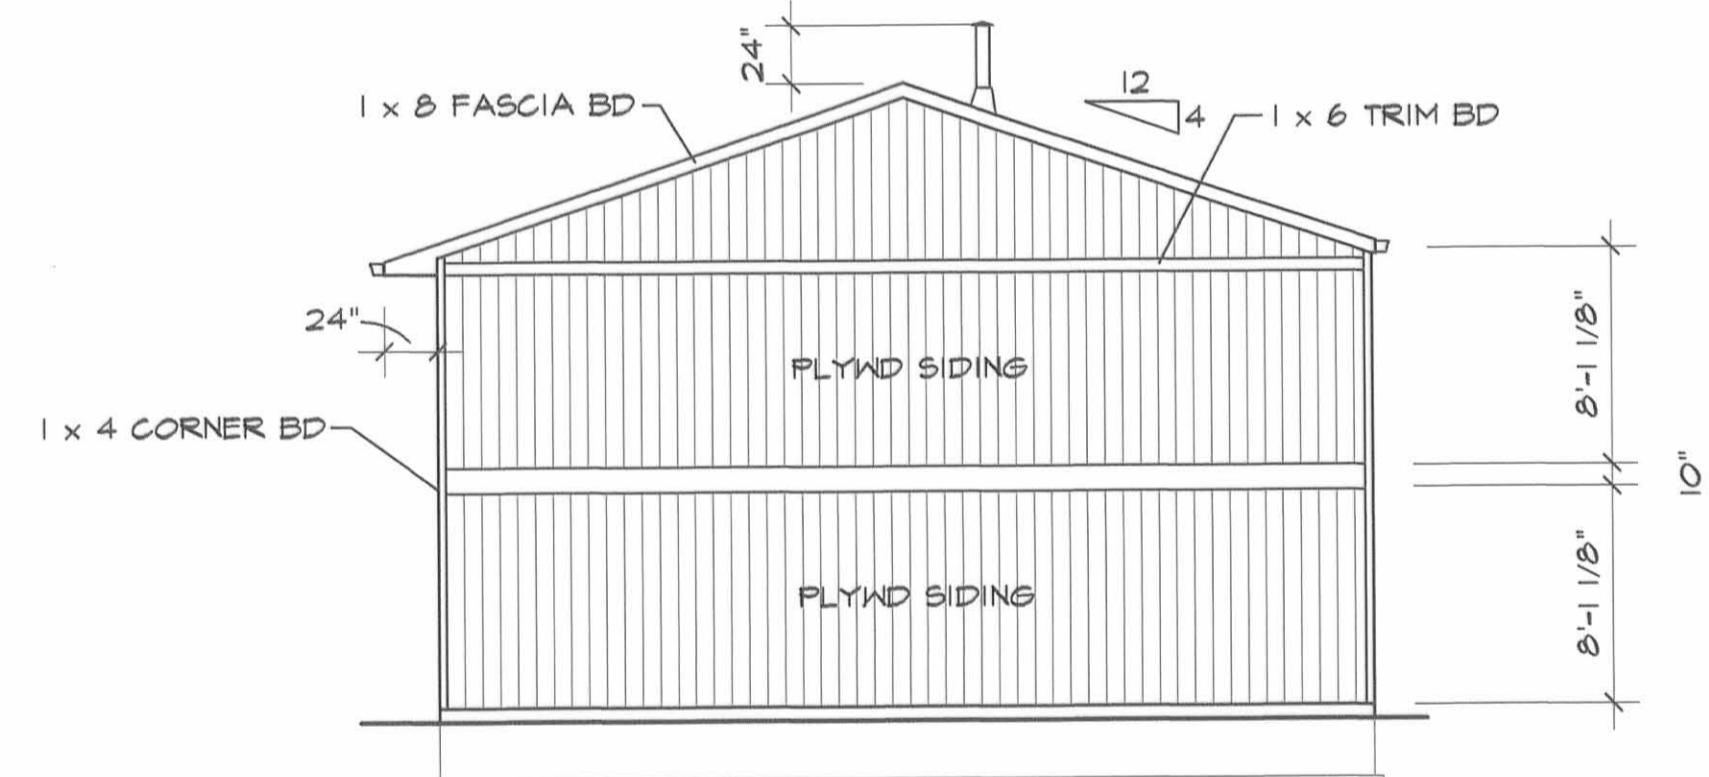 24"
12
4
1 x 8 FASCIA BD
1 x 6 TRIM BD
24"
8'-1 1/8"
PLYWD SIDING
1 x 4 CORNER BD
10"
PLYWD SIDING
8'-1 1/8"